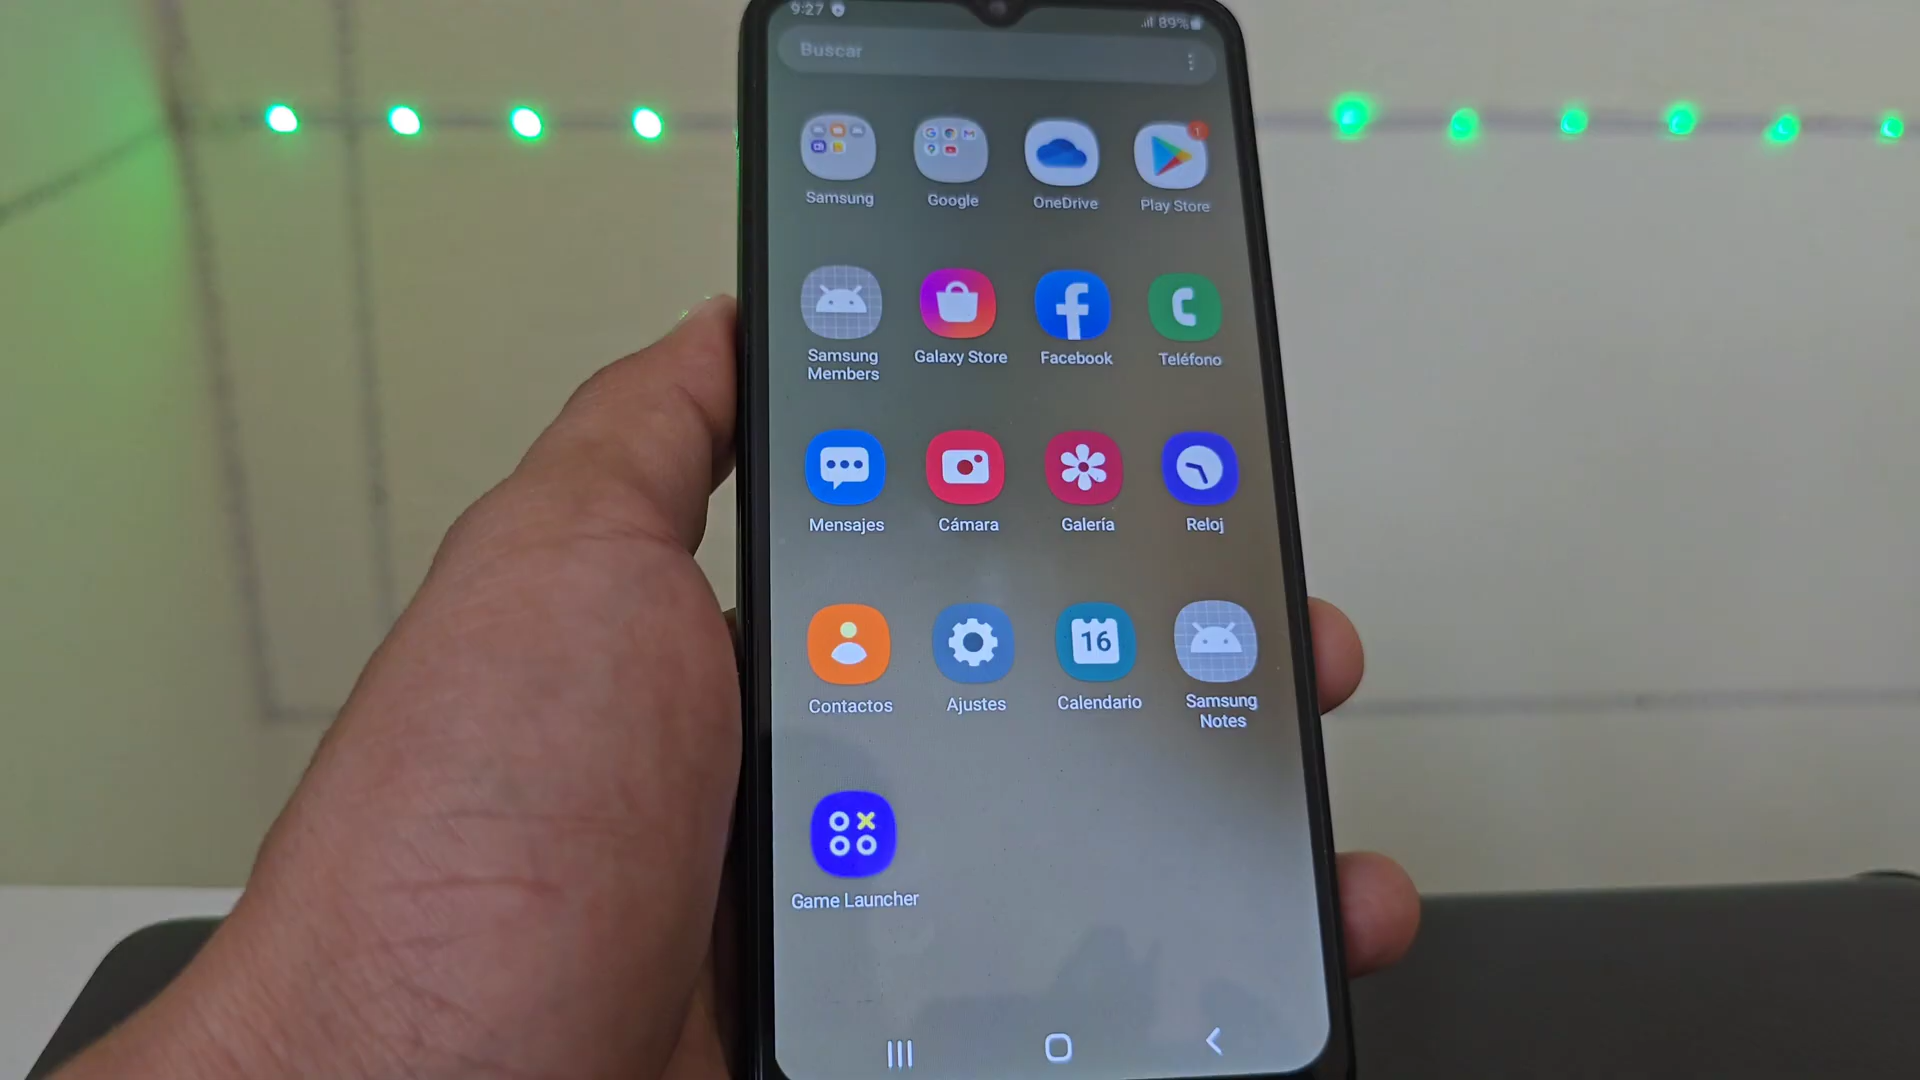 9:27
89%
Buscar
Samsung
Google
OneDrive
1
Play Store
Samsung
Members
Galaxy Store
Facebook
Teléfono
Mensajes
Cámara
Galería
Reloj
Contactos
Ajustes
16
Calendario
Samsung
Notes
Game Launcher